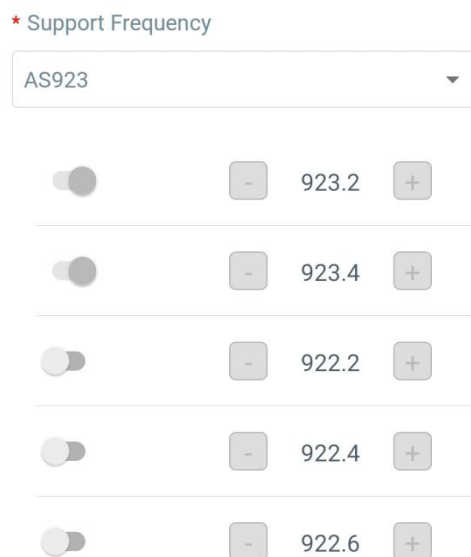 * Support Frequency
AS923
- 923.2 +
- 923.4 +
- 922.2 +
- 922.4 +
- 922.6 +